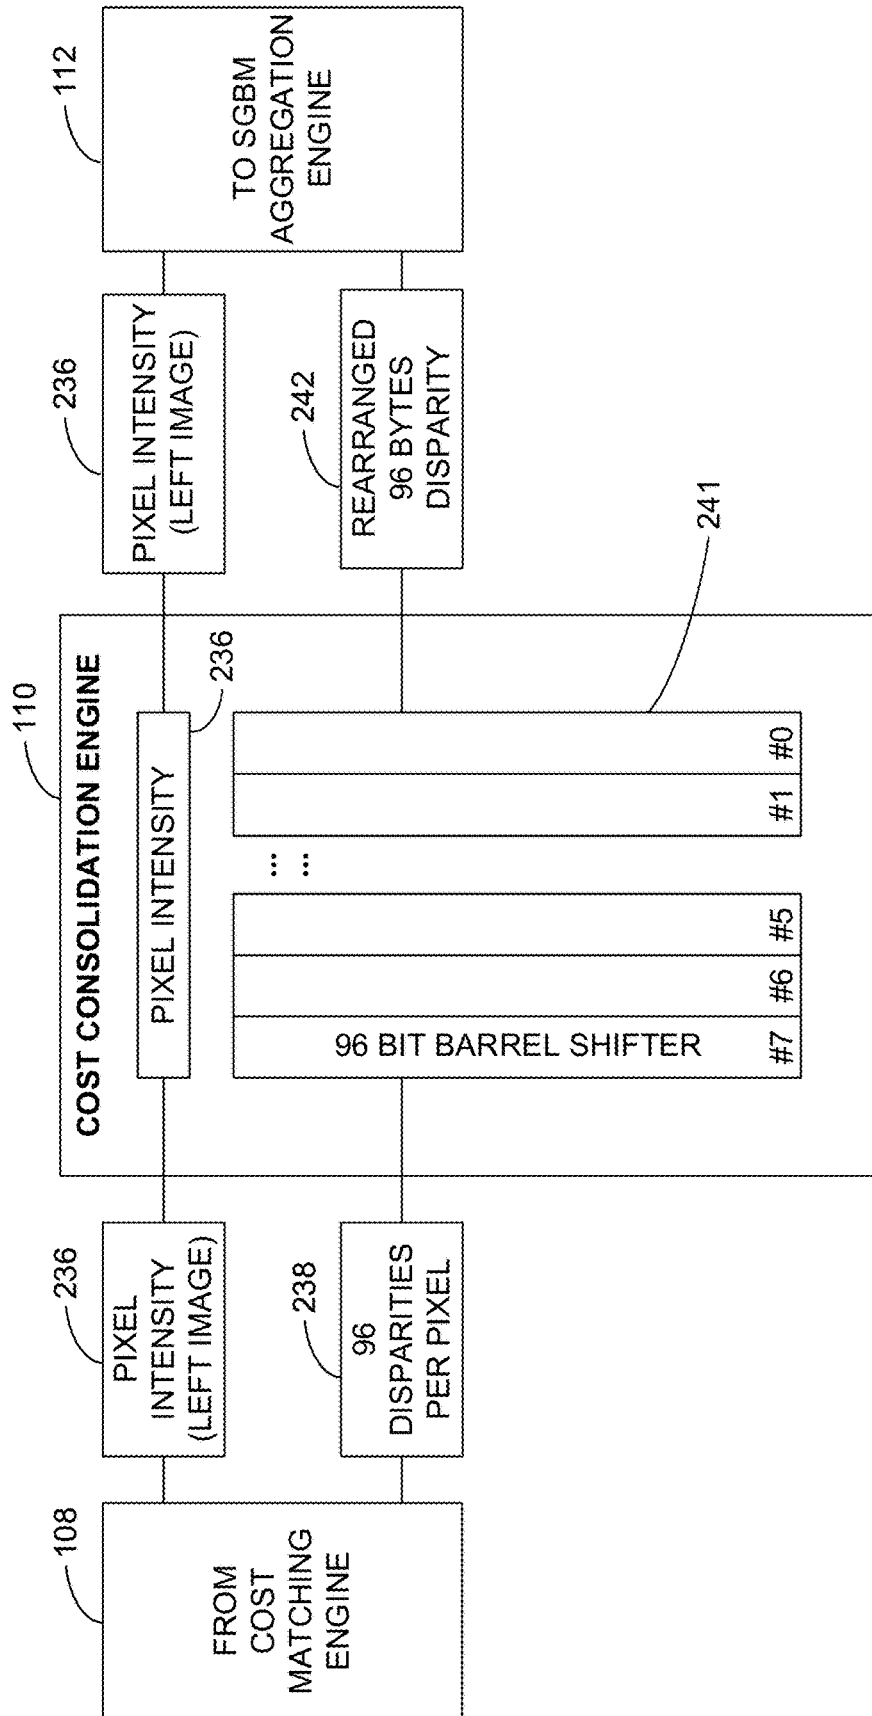 108
FROM
COST
MATCHING
ENGINE
236
PIXEL
INTENSITY
(LEFT IMAGE)
238
96
DISPARITIES
PER PIXEL
110
COST CONSOLIDATION ENGINE
PIXEL INTENSITY
236
96 BIT BARREL SHIFTER
#7
#6
#5
... ...
#1
#0
241
236
PIXEL INTENSITY
(LEFT IMAGE)
242
REARRANGED
96 BYTES
DISPARITY
112
TO SGBM
AGGREGATION
ENGINE